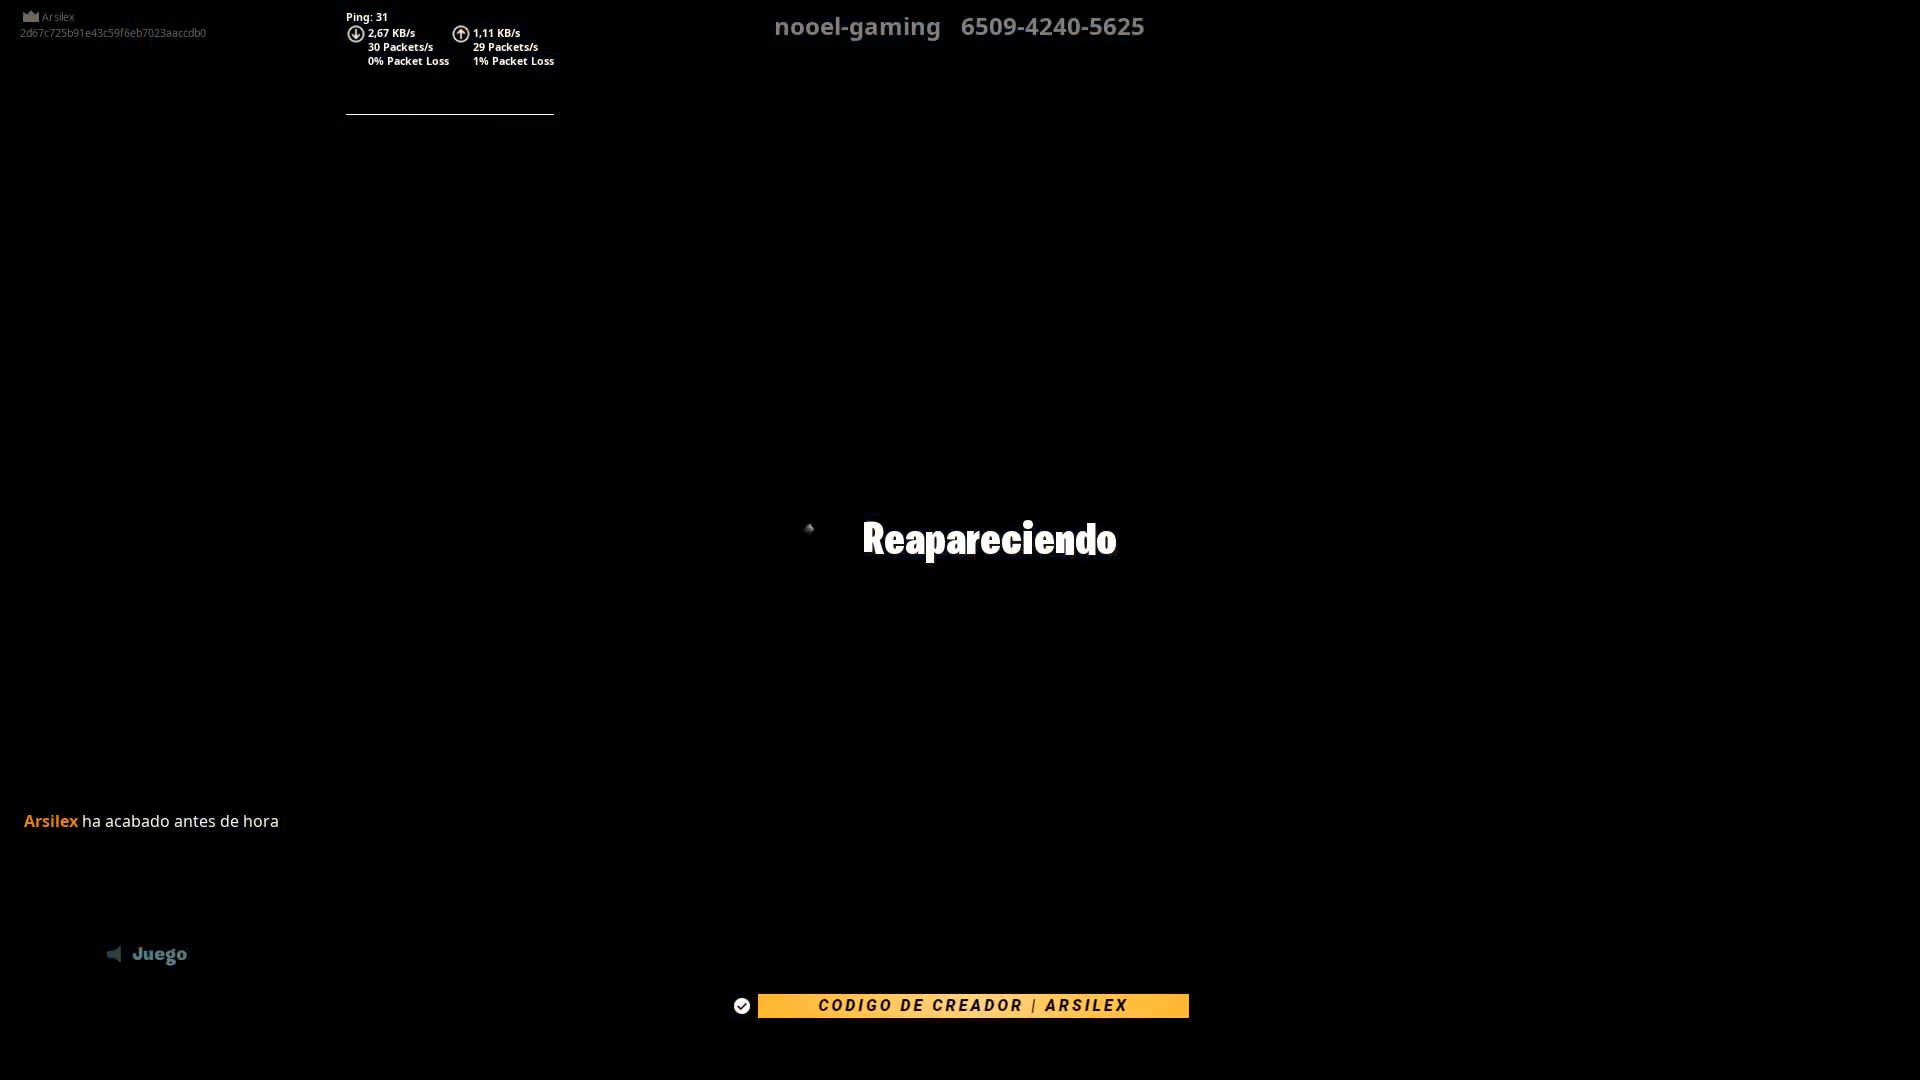 Arsilex
2d67c725b91e43c59f6eb7023aaccdb0
Ping: 31
2,67 KB/s 1,11 KB/s
30 Packets/s 29 Packets/s
0% Packet Loss 1% Packet Loss
nooel-gaming 6509-4240-5625
Reapareciendo
Arsilex ha acabado antes de hora
Juego
CODIGO DE CREADOR | ARSILEX